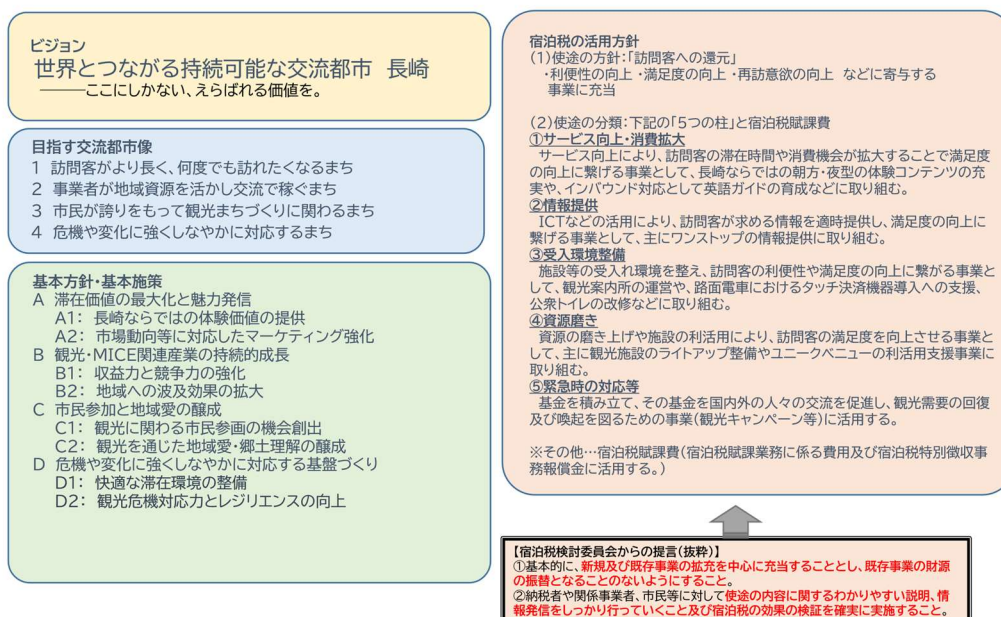 ビジョン
世界とつながる持続可能な交流都市 長崎
―――ここにしかない、えらばれる価値を。
目指す交流都市像
1 訪問客がより長く、何度でも訪れたくなるまち
2 事業者が地域資源を活かし交流で稼ぐまち
3 市民が誇りをもって観光まちづくりに関わるまち
4 危機や変化に強くしなやかに対応するまち
基本方針・基本施策
A 滞在価値の最大化と魅力発信
A1: 長崎ならではの体験価値の提供
A2: 市場動向等に対応したマーケティング強化
B 観光・MICE関連産業の持続的成長
B1: 収益力と競争力の強化
B2: 地域への波及効果の拡大
C 市民参加と地域愛の醸成
C1: 観光に関わる市民参画の機会創出
C2: 観光を通じた地域愛・郷土理解の醸成
D 危機や変化に強くしなやかに対応する基盤づくり
D1: 快適な滞在環境の整備
D2: 観光危機対応力とレジリエンスの向上
宿泊税の活用方針
(1)使途の方針:「訪問客への還元」
・利便性の向上・満足度の向上・再訪意欲の向上 などに寄与する
事業に充当
(2)使途の分類:下記の「5つの柱」と宿泊税賦課費
①サービス向上・消費拡大
サービス向上により、訪問客の滞在時間や消費機会が拡大することで満足度
の向上に繋げる事業として、長崎ならではの朝方・夜型の体験コンテンツの充
実や、インバウンド対応として英語ガイドの育成などに取り組む。
②情報提供
ICTなどの活用により、訪問客が求める情報を適時提供し、満足度の向上に
繋げる事業として、主にワンストップの情報提供に取り組む。
③受入環境整備
施設等の受入れ環境を整え、訪問客の利便性や満足度の向上に繋がる事業と
して、観光案内所の運営や、路面電車におけるタッチ決済機器導入への支援、
公衆トイレの改修などに取り組む。
④資源磨き
資源の磨き上げや施設の利活用により、訪問客の満足度を向上させる事業と
して、主に観光施設のライトアップ整備やユニークベニューの利活用支援事業に
取り組む。
⑤緊急時の対応等
基金を積み立て、その基金を国内外の人々の交流を促進し、観光需要の回復
及び喚起を図るための事業(観光キャンペーン等)に活用する。
※その他…宿泊税賦課費(宿泊税賦課業務に係る費用及び宿泊税特別徴収事
務報償金に活用する。)
【宿泊税検討委員会からの提言(抜粋)】
①基本的に、新規及び既存事業の拡充を中心に充当することとし、既存事業の財源
の振替となることのないようにすること。
②納税者や関係事業者、市民等に対して使途の内容に関するわかりやすい説明、情
報発信をしっかり行っていくこと及び宿泊税の効果の検証を確実に実施すること。